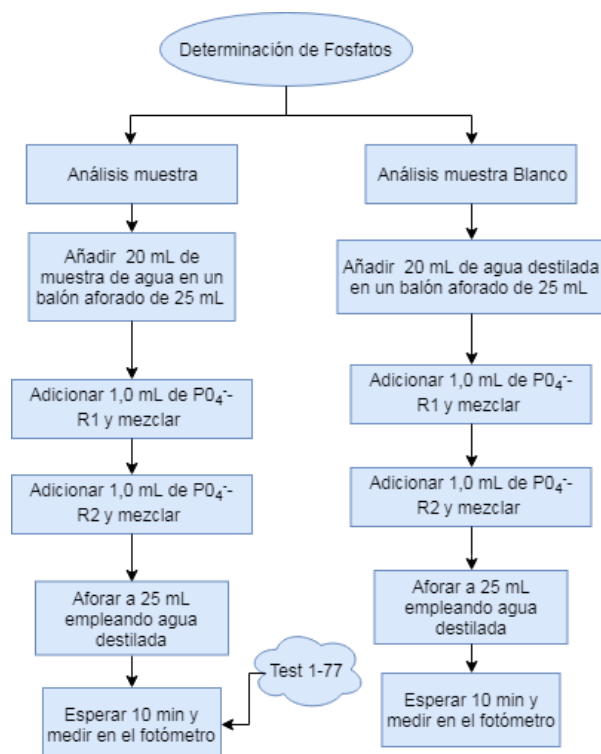 Determinación de Fosfatos
Análisis muestra
Añadir 20 mL de
muestra de agua en un
balón aforado de 25 mL
Adicionar 1,0 mL de P0₄⁻-
R1 y mezclar
Adicionar 1,0 mL de P0₄⁻-
R2 y mezclar
Aforar a 25 mL
empleando agua
destilada
Test 1-77
Esperar 10 min y
medir en el fotómetro
Análisis muestra Blanco
Añadir 20 mL de agua destilada
en un balón aforado de 25 mL
Adicionar 1,0 mL de P0₄⁻-
R1 y mezclar
Adicionar 1,0 mL de P0₄⁻-
R2 y mezclar
Aforar a 25 mL
empleando agua
destilada
Esperar 10 min y
medir en el fotómetro